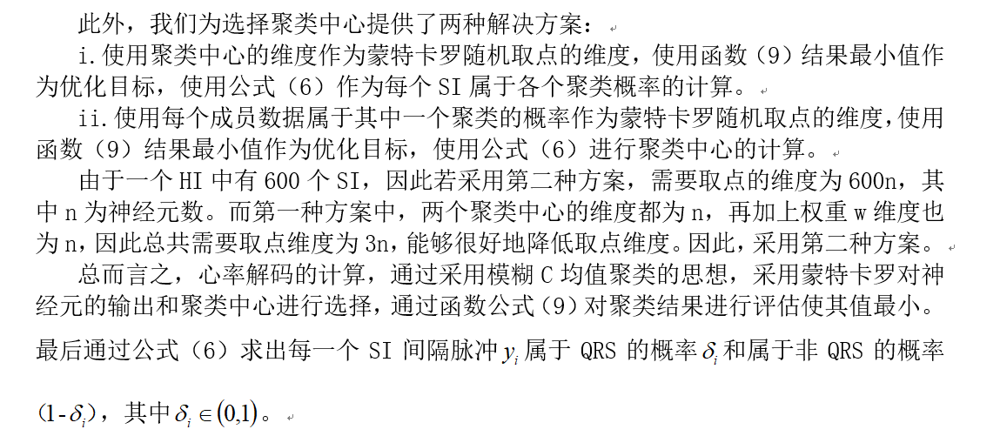 此外，我们为选择聚类中心提供了两种解决方案：
i.使用聚类中心的维度作为蒙特卡罗随机取点的维度，使用函数（9）结果最小值作
为优化目标，使用公式（6）作为每个 SI 属于各个聚类概率的计算。
ii.使用每个成员数据属于其中一个聚类的概率作为蒙特卡罗随机取点的维度，使用
函数（9）结果最小值作为优化目标，使用公式（6）进行聚类中心的计算。
由于一个 HI 中有 600 个 SI，因此若采用第二种方案，需要取点的维度为 600n，其
中 n 为神经元数。而第一种方案中，两个聚类中心的维度都为 n，再加上权重 w 维度也
为 n，因此总共需要取点维度为 3n，能够很好地降低取点维度。因此，采用第二种方案。
总而言之，心率解码的计算，通过采用模糊 C 均值聚类的思想，采用蒙特卡罗对神
经元的输出和聚类中心进行选择，通过函数公式（9）对聚类结果进行评估使其值最小。
最后通过公式（6）求出每一个 SI 间隔脉冲 y_i 属于 QRS 的概率 δ_i 和属于非 QRS 的概率
（1-δ_i），其中 δ_i ∈(0,1)。